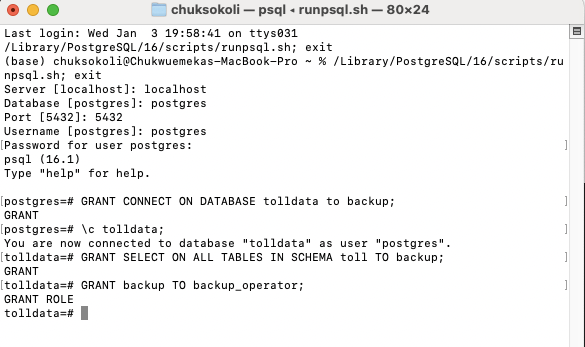 chuksokoli — psql ◂ runpsql.sh — 80×24
Last login: Wed Jan  3 19:58:41 on ttys031
/Library/PostgreSQL/16/scripts/runpsql.sh; exit
(base) chuksokoli@Chukwuemekas-MacBook-Pro ~ % /Library/PostgreSQL/16/scripts/ru
npsql.sh; exit
Server [localhost]: localhost
Database [postgres]: postgres
Port [5432]: 5432
Username [postgres]: postgres
[Password for user postgres: ]
psql (16.1)
Type "help" for help.
[postgres=# GRANT CONNECT ON DATABASE tolldata to backup; ]
GRANT
[postgres=# \c tolldata; ]
You are now connected to database "tolldata" as user "postgres".
[tolldata=# GRANT SELECT ON ALL TABLES IN SCHEMA toll TO backup; ]
GRANT
[tolldata=# GRANT backup TO backup_operator; ]
GRANT ROLE
tolldata=#